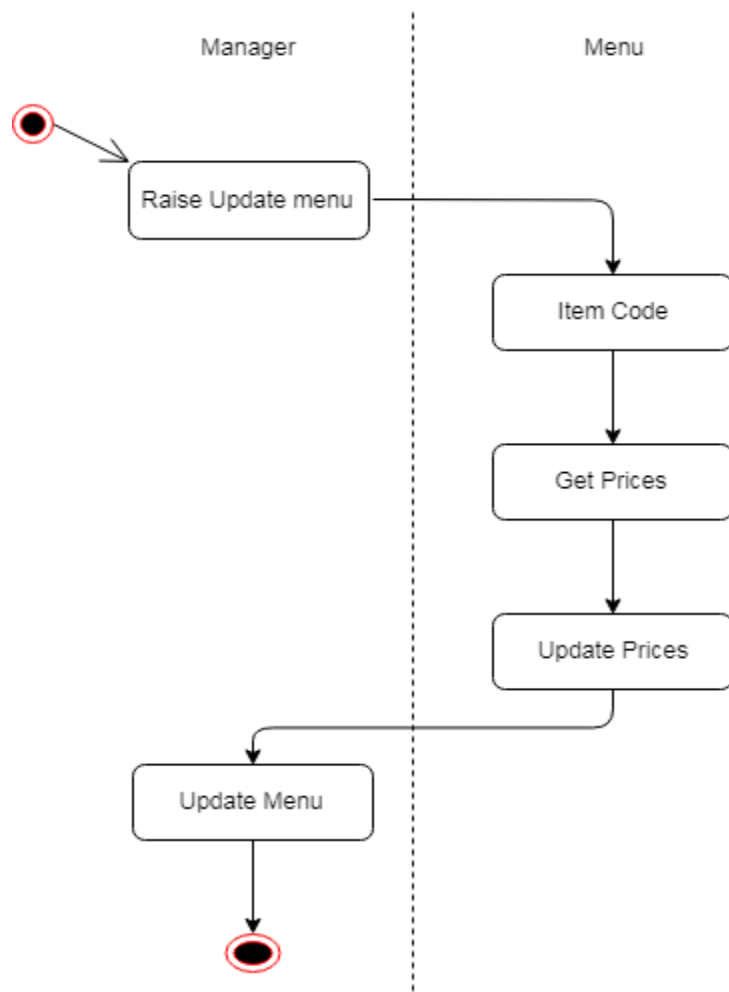 Manager
Menu
Raise Update menu
Item Code
Get Prices
Update Prices
Update Menu